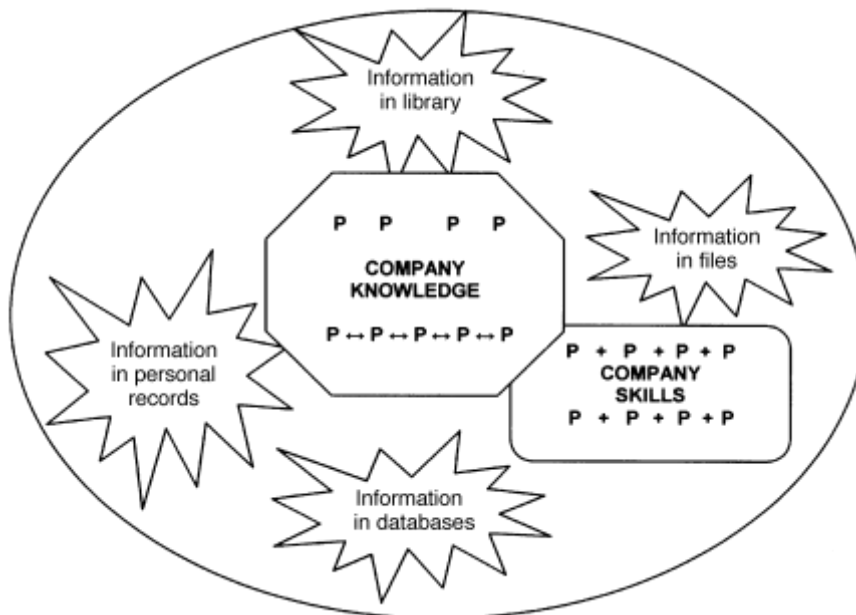 Information
in library
P P P P
COMPANY
KNOWLEDGE
P ↔ P ↔ P ↔ P ↔ P
Information
in files
Information
in personal
records
P + P + P + P
COMPANY
SKILLS
P + P + P + P
Information
in databases